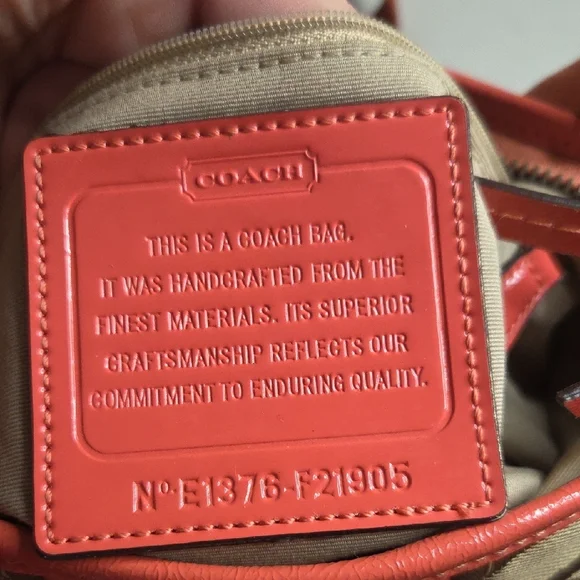 COACH
THIS IS A COACH BAG.
IT WAS HANDCRAFTED FROM THE
FINEST MATERIALS. ITS SUPERIOR
CRAFTSMANSHIP REFLECTS OUR
COMMITMENT TO ENDURING QUALITY.
Nº E1376-F21905